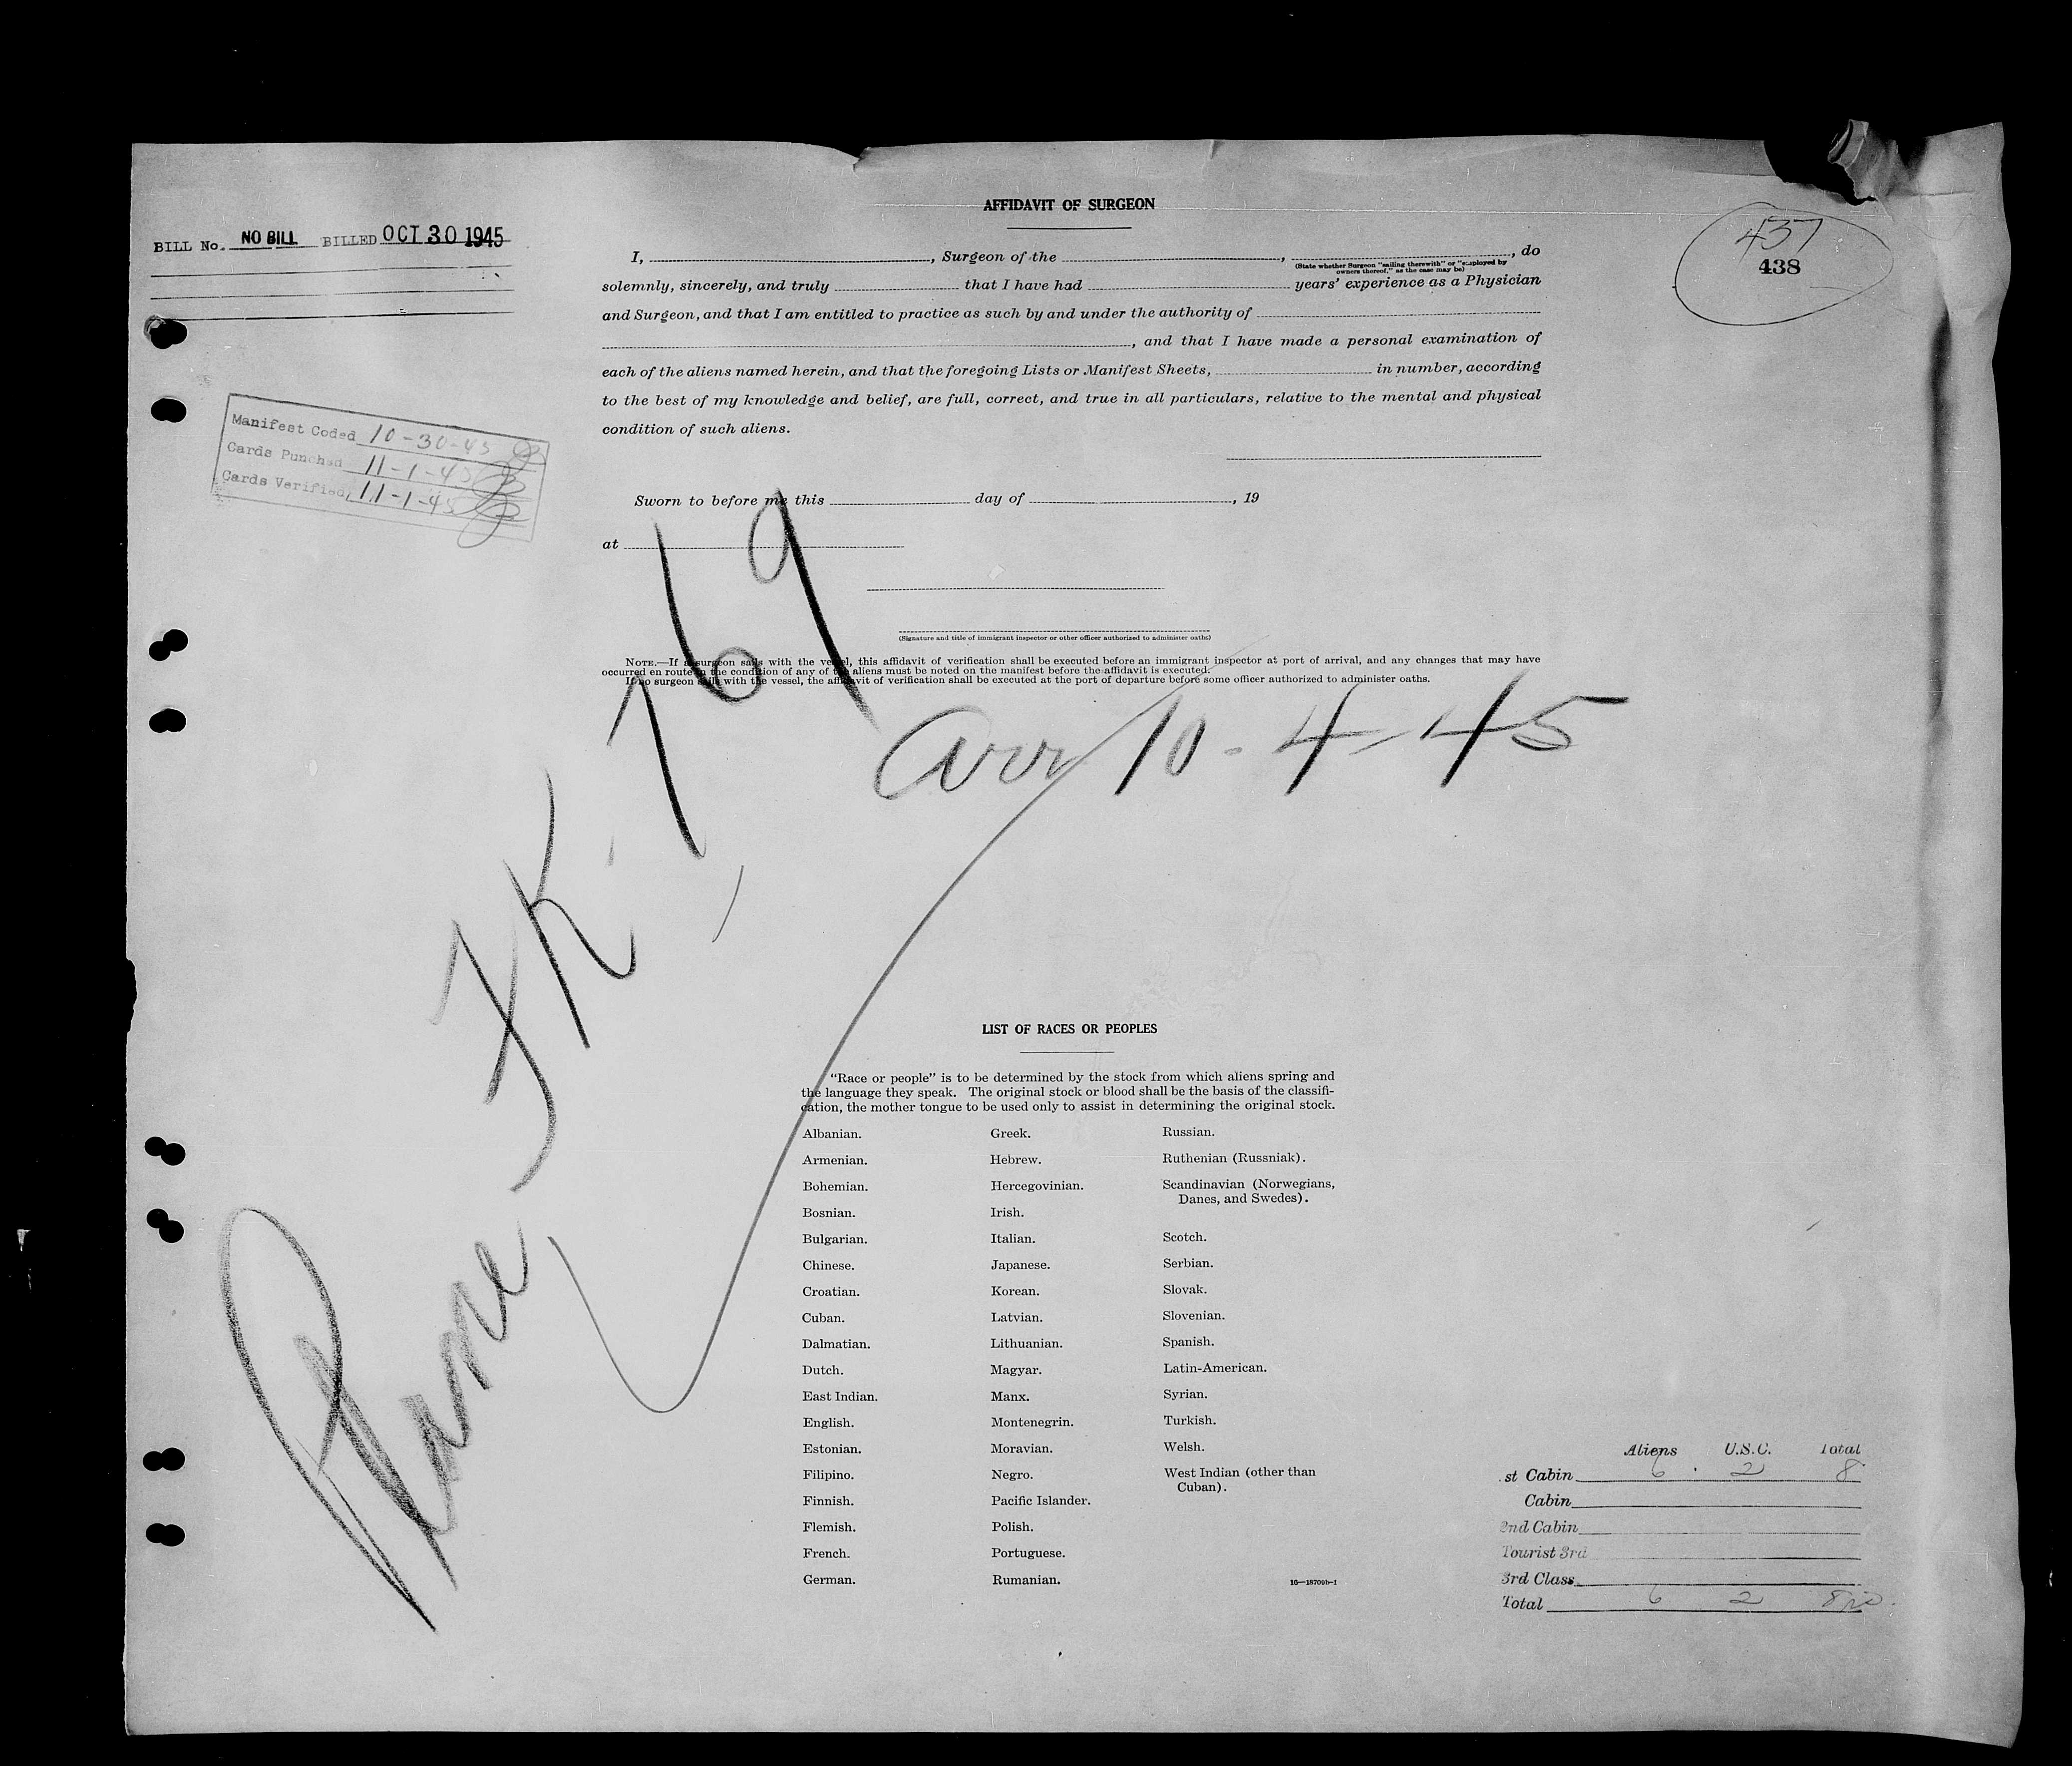 AFFIDAVIT OF SURGEON
BILL No. NO BILL BILLED OCT 30 1945
437
438
I, , Surgeon of the , , do
(State whether Surgeon "sailing therewith" or "employed by
owners thereof," as the case may be)
solemnly, sincerely, and truly that I have had years' experience as a Physician
and Surgeon, and that I am entitled to practice as such by and under the authority of
, and that I have made a personal examination of
each of the aliens named herein, and that the foregoing Lists or Manifest Sheets, in number, according
to the best of my knowledge and belief, are full, correct, and true in all particulars, relative to the mental and physical
condition of such aliens.
Manifest Coded 10-30-45
Cards Punched 11-1-45
Cards Verified 11-1-45
Sworn to before me this day of , 19
at
(Signature and title of immigrant inspector or other officer authorized to administer oaths)
NOTE.—If a surgeon sails with the vessel, this affidavit of verification shall be executed before an immigrant inspector at port of arrival, and any changes that may have
occurred en route in the condition of any of the aliens must be noted on the manifest before the affidavit is executed.
If no surgeon sails with the vessel, the affidavit of verification shall be executed at the port of departure before some officer authorized to administer oaths.
Plane JK-769
arr 10-4-45
LIST OF RACES OR PEOPLES
"Race or people" is to be determined by the stock from which aliens spring and
the language they speak. The original stock or blood shall be the basis of the classifi-
cation, the mother tongue to be used only to assist in determining the original stock.
Albanian.
Armenian.
Bohemian.
Bosnian.
Bulgarian.
Chinese.
Croatian.
Cuban.
Dalmatian.
Dutch.
East Indian.
English.
Estonian.
Filipino.
Finnish.
Flemish.
French.
German.
Greek.
Hebrew.
Hercegovinian.
Irish.
Italian.
Japanese.
Korean.
Latvian.
Lithuanian.
Magyar.
Manx.
Montenegrin.
Moravian.
Negro.
Pacific Islander.
Polish.
Portuguese.
Rumanian.
Russian.
Ruthenian (Russniak).
Scandinavian (Norwegians,
Danes, and Swedes).
Scotch.
Serbian.
Slovak.
Slovenian.
Spanish.
Latin-American.
Syrian.
Turkish.
Welsh.
West Indian (other than
Cuban).
16—18709b-1
Aliens U.S.C. Total
st Cabin 6 2 8
Cabin
2nd Cabin
Tourist 3rd
3rd Class
Total 6 2 8